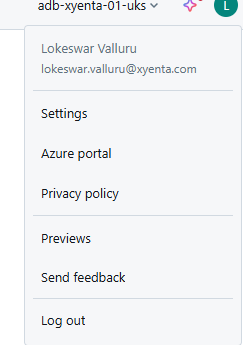 adb-xyenta-01-uks
L
Lokeswar Valluru
lokeswar.valluru@xyenta.com
Settings
Azure portal
Privacy policy
Previews
Send feedback
Log out